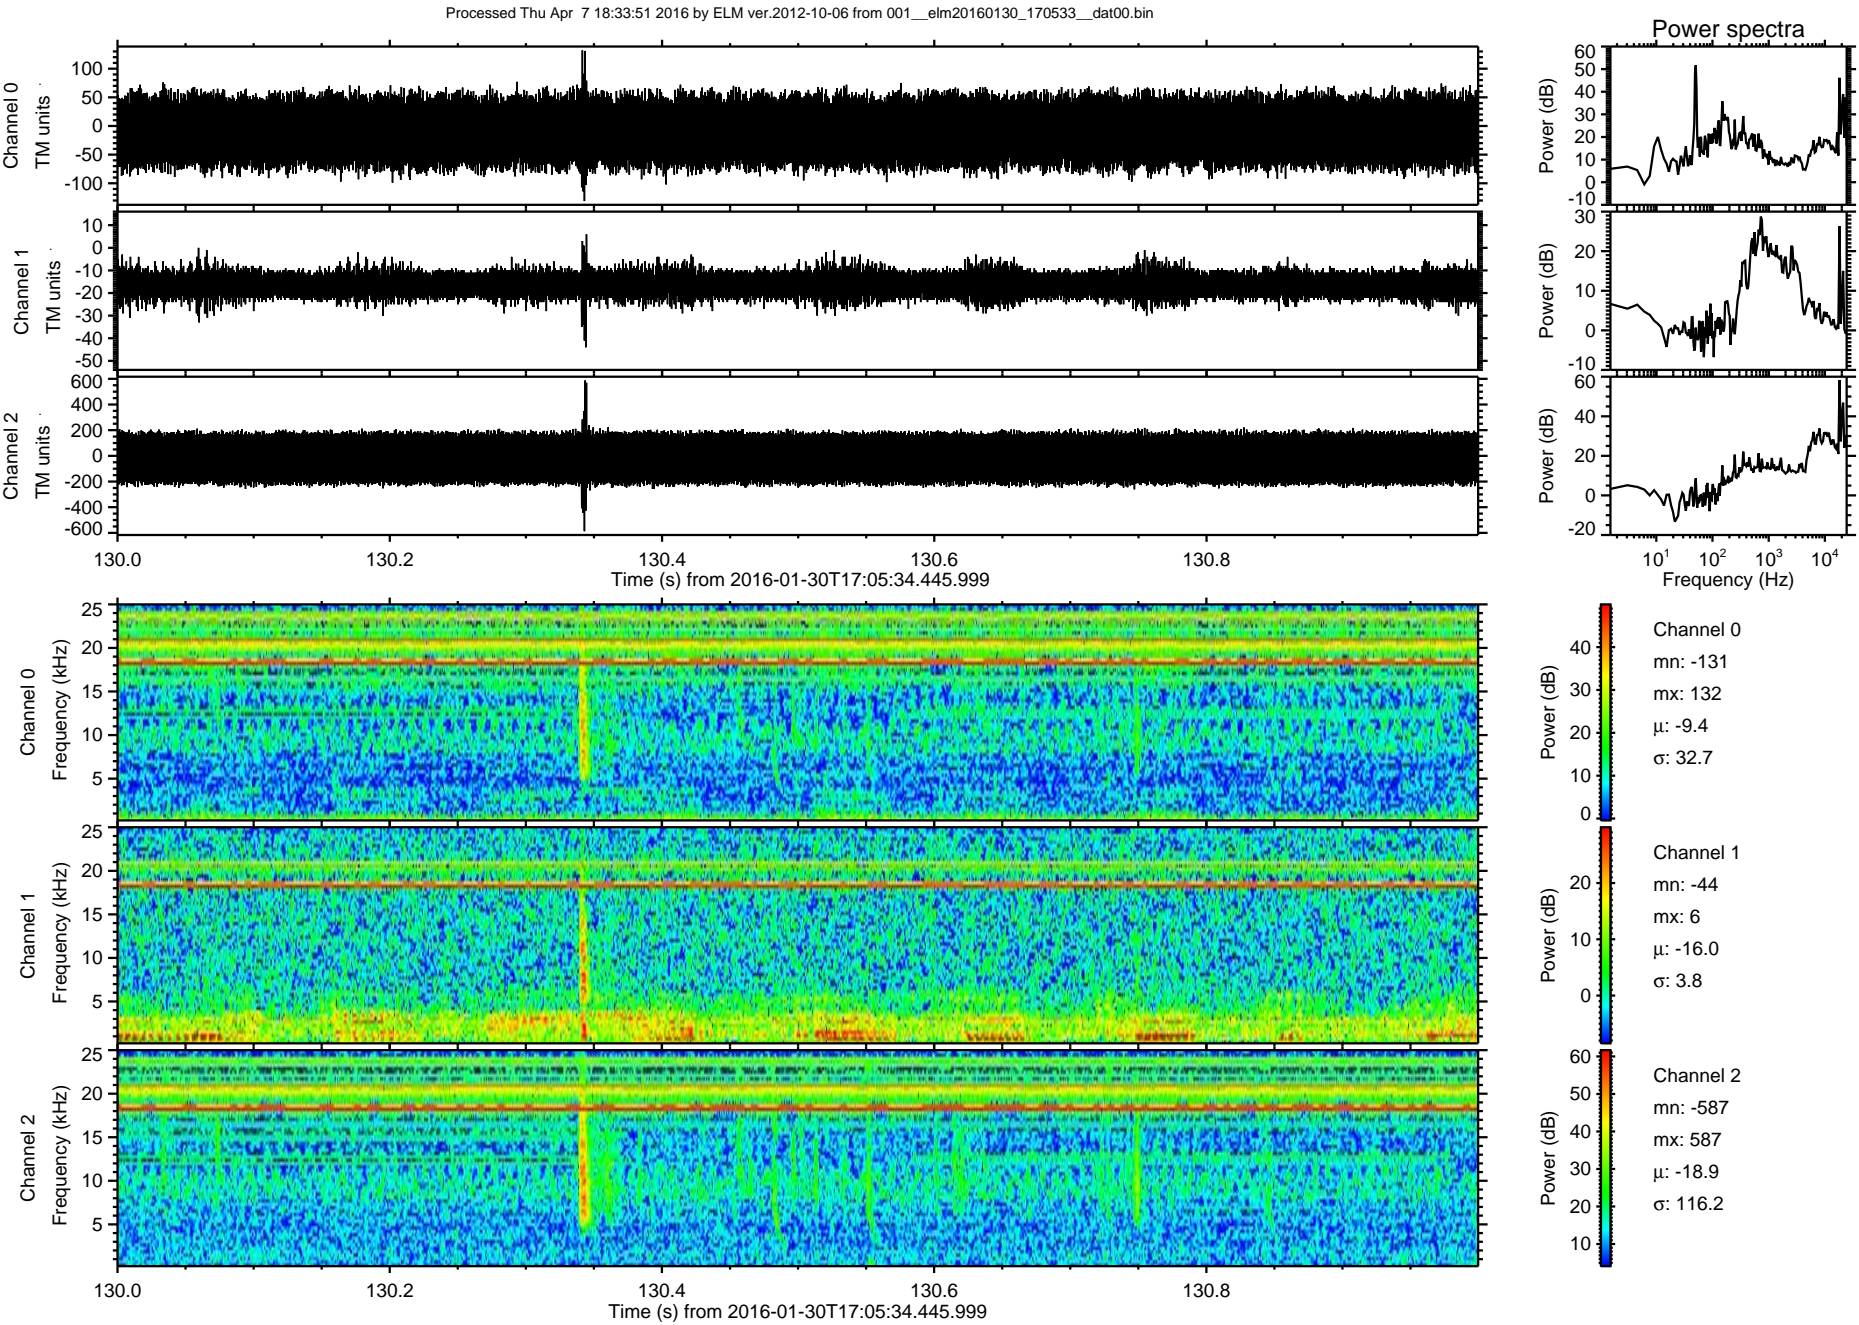 Processed Thu Apr  7 18:33:51 2016 by ELM ver.2012-10-06 from 001__elm20160130_170533__dat00.bin
Power spectra
Channel 0
TM units
100
50
0
-50
-100
Power (dB)
60
50
40
30
20
10
0
-10
Channel 1
TM units
10
0
-10
-20
-30
-40
-50
Power (dB)
30
20
10
0
-10
Channel 2
TM units
600
400
200
0
-200
-400
-600
Power (dB)
60
40
20
0
-20
130.0 130.2 130.4 130.6 130.8
Time (s) from 2016-01-30T17:05:34.445.999
10^1 10^2 10^3 10^4
Frequency (Hz)
Channel 0
Frequency (kHz)
25
20
15
10
5
Power (dB)
40
30
20
10
0
Channel 0
mn: -131
mx: 132
μ: -9.4
σ: 32.7
Channel 1
Frequency (kHz)
25
20
15
10
5
Power (dB)
20
10
0
Channel 1
mn: -44
mx: 6
μ: -16.0
σ: 3.8
Channel 2
Frequency (kHz)
25
20
15
10
5
Power (dB)
60
50
40
30
20
10
Channel 2
mn: -587
mx: 587
μ: -18.9
σ: 116.2
130.0 130.2 130.4 130.6 130.8
Time (s) from 2016-01-30T17:05:34.445.999